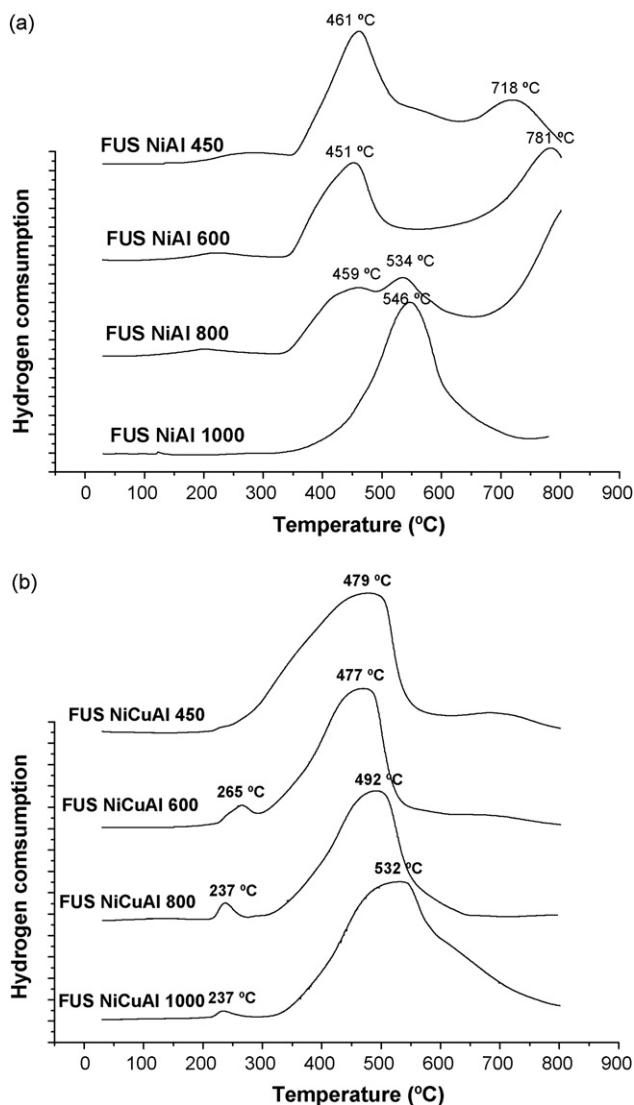 (a)
461 ºC
718 ºC
FUS NiAl 450
451 ºC
781 ºC
FUS NiAl 600
459 ºC
534 ºC
FUS NiAl 800
546 ºC
FUS NiAl 1000
Hydrogen comsumption
0 100 200 300 400 500 600 700 800 900
Temperature (ºC)
(b)
479 ºC
FUS NiCuAl 450
477 ºC
265 ºC
FUS NiCuAl 600
492 ºC
237 ºC
FUS NiCuAl 800
532 ºC
FUS NiCuAl 1000
237 ºC
Hydrogen comsumption
0 100 200 300 400 500 600 700 800 900
Temperature (ºC)